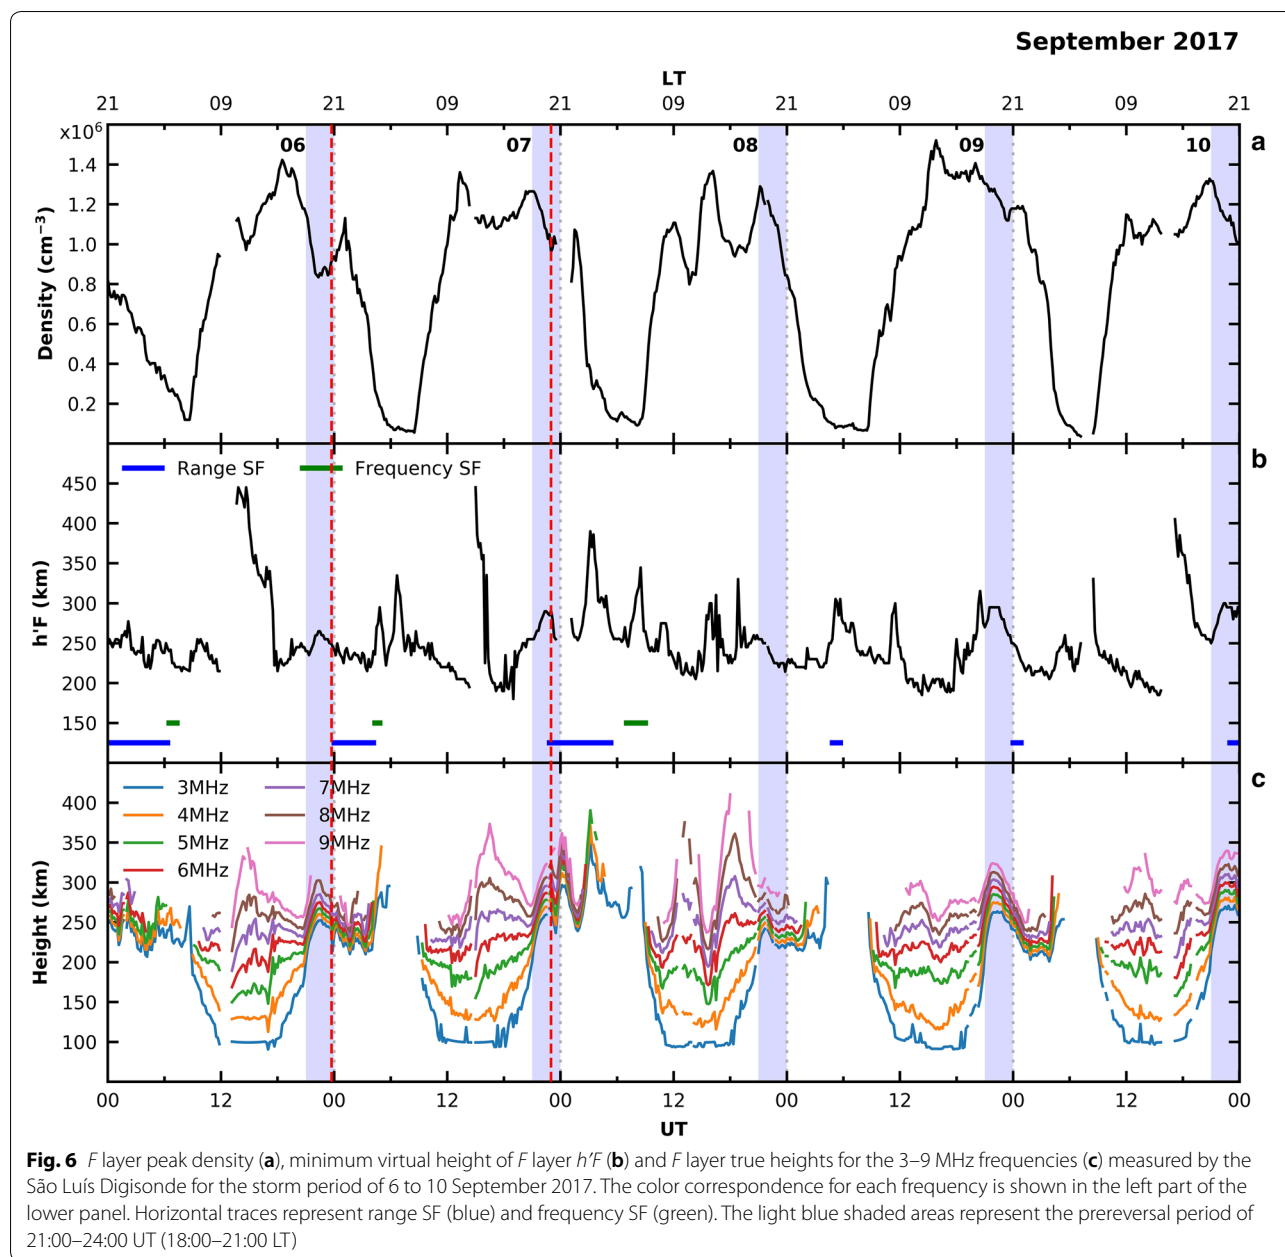 September 2017
LT
21 09 21 09 21 09 21 09 21 09 21
x10⁶
06 07 08 09 10 a
1.4
1.2
1.0
0.8
0.6
0.4
0.2
Density (cm⁻³)
b
Range SF Frequency SF
450
400
350
300
250
200
150
h'F (km)
c
3MHz 7MHz
4MHz 8MHz
5MHz 9MHz
6MHz
400
350
300
250
200
150
100
Height (km)
00 12 00 12 00 12 00 12 00 12 00
UT
Fig. 6 F layer peak density (a), minimum virtual height of F layer h′F (b) and F layer true heights for the 3–9 MHz frequencies (c) measured by the
São Luís Digisonde for the storm period of 6 to 10 September 2017. The color correspondence for each frequency is shown in the left part of the
lower panel. Horizontal traces represent range SF (blue) and frequency SF (green). The light blue shaded areas represent the prereversal period of
21:00–24:00 UT (18:00–21:00 LT)